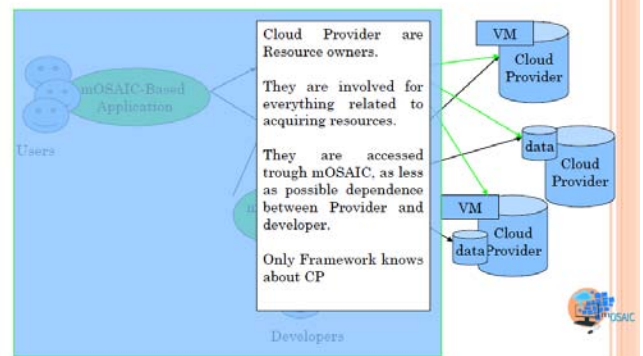 Cloud Provider are
Resource owners.
They are involved for
everything related to
acquiring resources.
They are accessed
trough mOSAIC, as less
as possible dependence
between Provider and
developer.
Only Framework knows
about CP
mOSAIC-Based
Application
Users
Developers
VM
Cloud
Provider
data
Cloud
Provider
VM
Cloud
Provider
data
mOSAIC